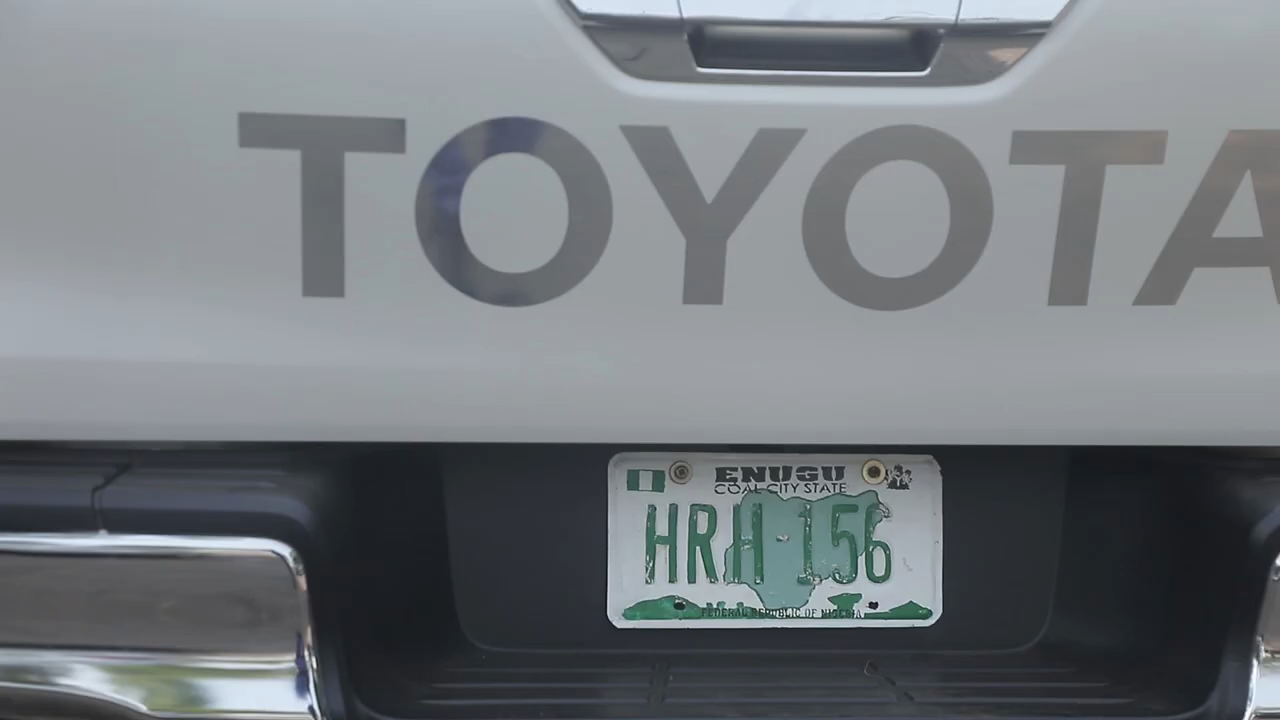 TOYOTA
ENUGU
COAL CITY STATE
HRH-156
FEDERAL REPUBLIC OF NIGERIA